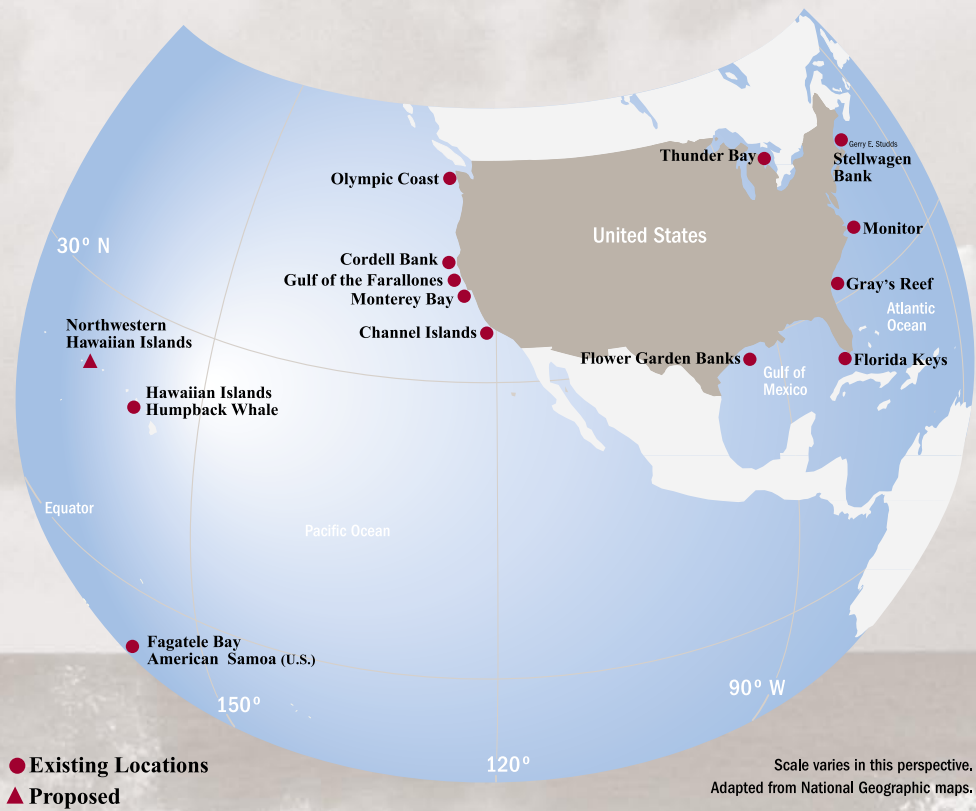 Gerry E. Studds
Stellwagen
Bank
Thunder Bay
Olympic Coast
Monitor
United States
30º N
Cordell Bank
Gulf of the Farallones
Monterey Bay
Gray's Reef
Atlantic
Ocean
Northwestern
Hawaiian Islands
Channel Islands
Flower Garden Banks
Florida Keys
Gulf of
Mexico
Hawaiian Islands
Humpback Whale
Equator
Pacific Ocean
Fagatele Bay
American Samoa (U.S.)
150º
90º W
120º
Existing Locations
Proposed
Scale varies in this perspective.
Adapted from National Geographic maps.